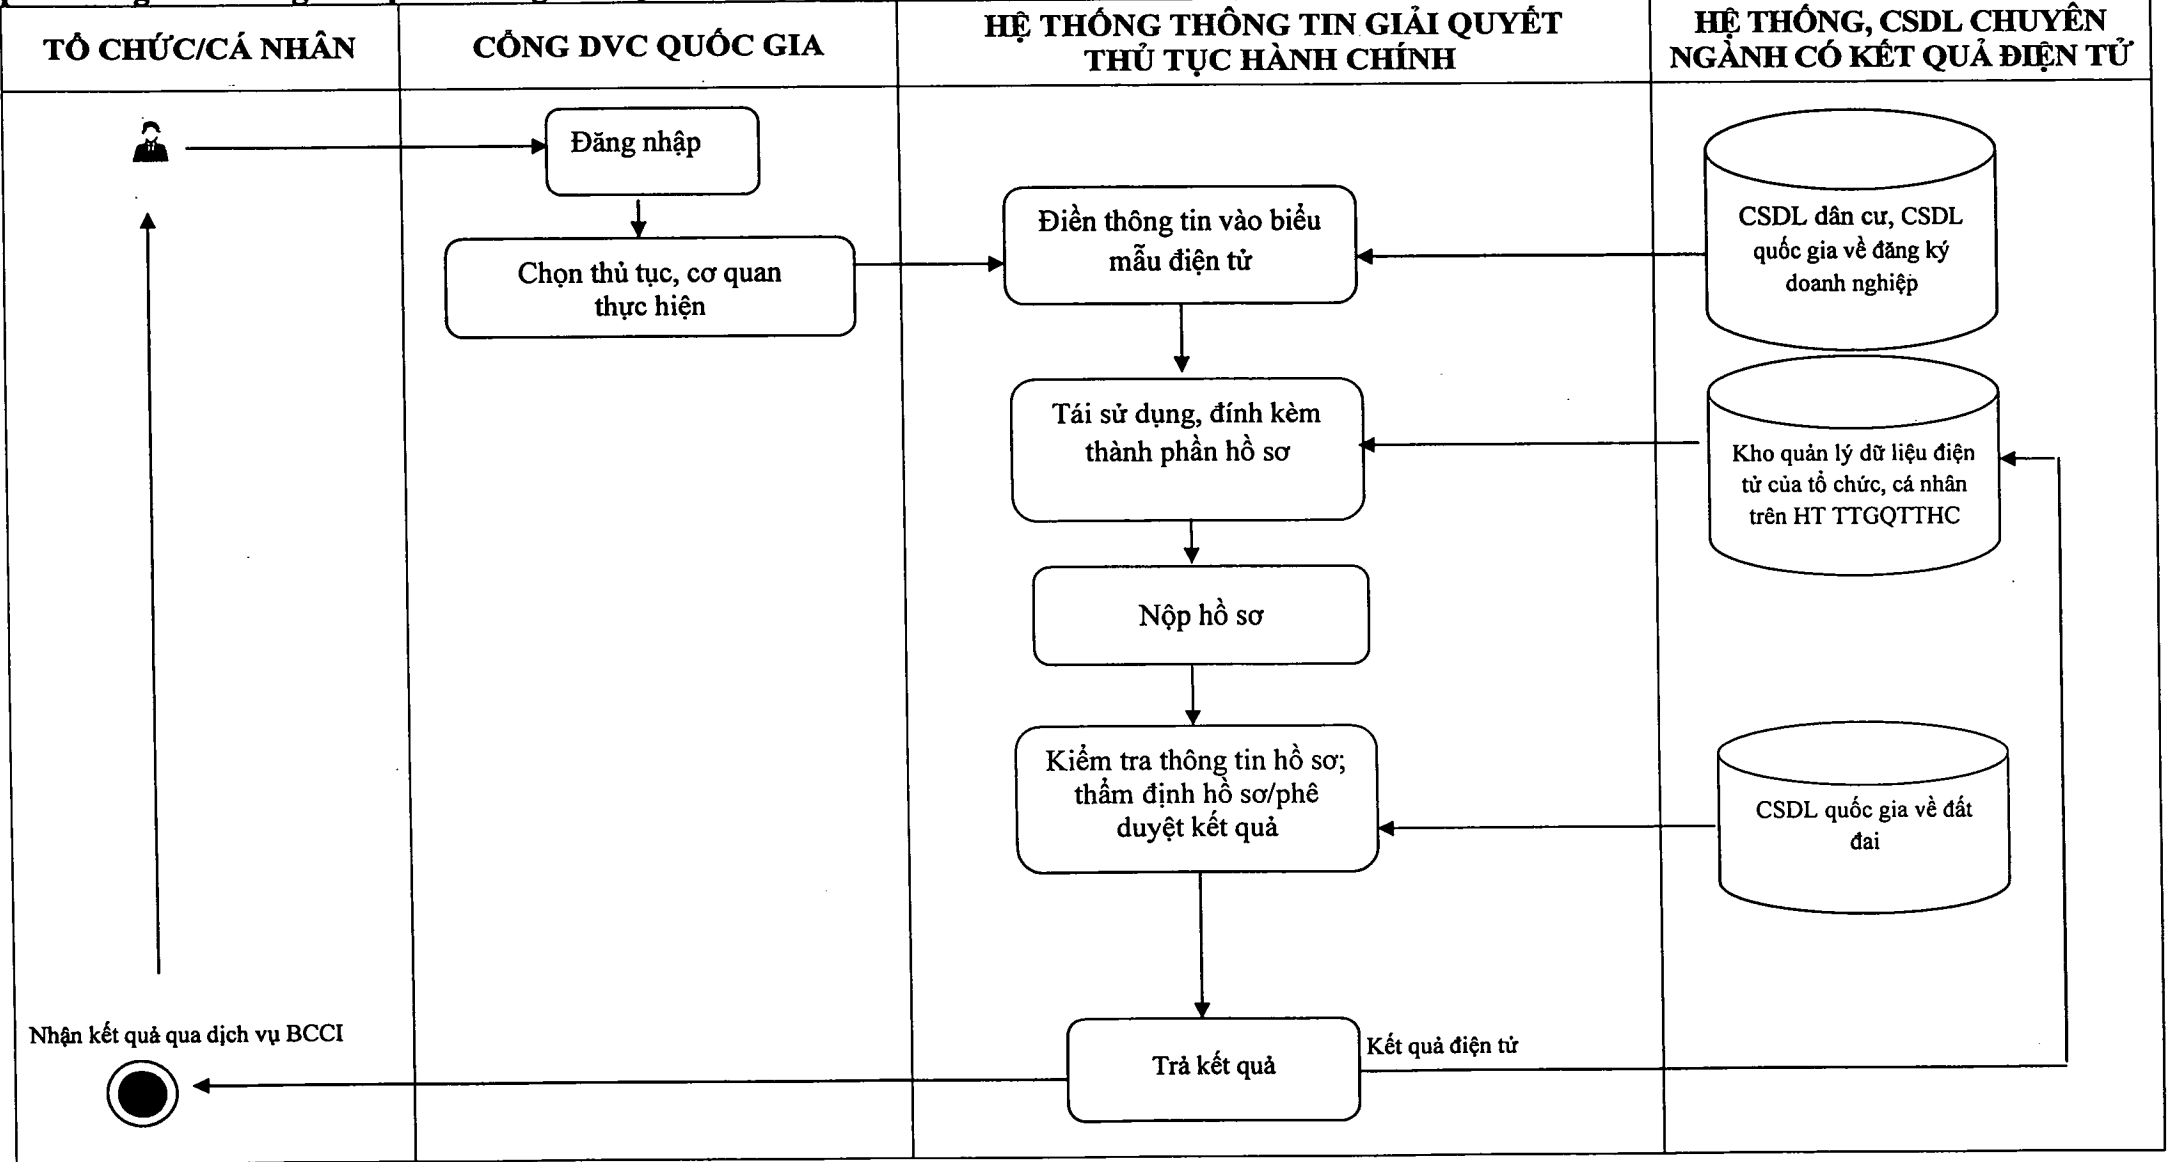 TỔ CHỨC/CÁ NHÂN
CỔNG DVC QUỐC GIA
HỆ THỐNG THÔNG TIN GIẢI QUYẾT
THỦ TỤC HÀNH CHÍNH
HỆ THỐNG, CSDL CHUYÊN
NGÀNH CÓ KẾT QUẢ ĐIỆN TỬ
Đăng nhập
Chọn thủ tục, cơ quan
thực hiện
Điền thông tin vào biểu
mẫu điện tử
CSDL dân cư, CSDL
quốc gia về đăng ký
doanh nghiệp
Tái sử dụng, đính kèm
thành phần hồ sơ
Kho quản lý dữ liệu điện
tử của tổ chức, cá nhân
trên HT TTGQTTHC
Nộp hồ sơ
Kiểm tra thông tin hồ sơ;
thẩm định hồ sơ/phê
duyệt kết quả
CSDL quốc gia về đất
đai
Nhận kết quả qua dịch vụ BCCI
Trả kết quả
Kết quả điện tử